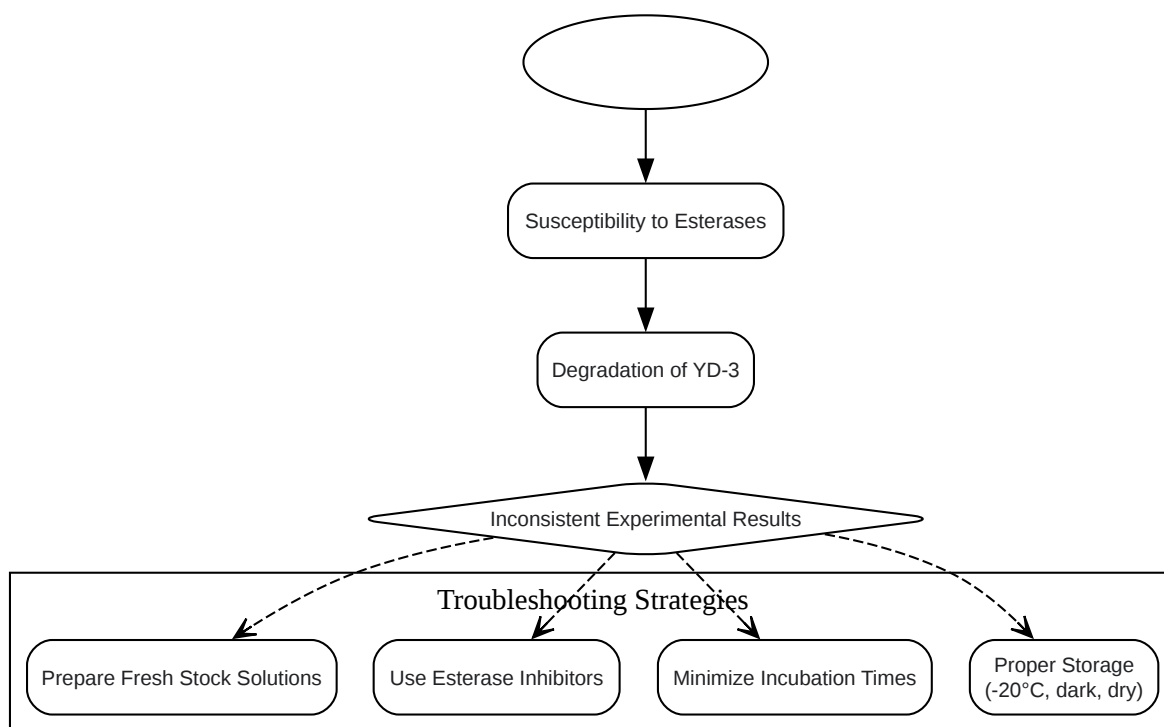 Susceptibility to Esterases
Degradation of YD-3
Inconsistent Experimental Results
Troubleshooting Strategies
Prepare Fresh Stock Solutions
Use Esterase Inhibitors
Minimize Incubation Times
Proper Storage
(-20°C, dark, dry)